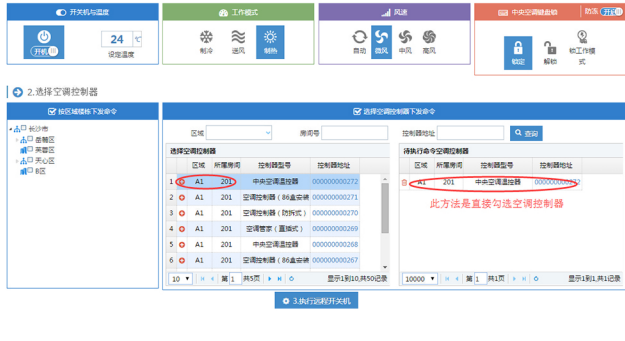 开关机与温度
工作模式
风速
中央空调键盘锁
防冻
开机
24 ℃
设定温度
制冷
送风
制热
自动
微风
中风
高风
锁定
解锁
锁工作模式
2.选择空调控制器
按区域楼栋下发命令
长沙市
岳麓区
芙蓉区
天心区
B区
选择空调控制器下发命令
区域
房间号
控制器地址
查询
选择空调控制器
区域 所属房间 控制器型号 控制器地址
1 A1 201 中央空调温控器 000000000272
2 A1 201 空调控制器(86盒安装 000000000271
3 A1 201 空调控制器(防拆式) 000000000270
4 A1 201 空调管家(直插式) 000000000269
5 A1 201 中央空调温控器 000000000268
6 A1 201 空调控制器(86盒安装 000000000267
10 第 1 共5页 显示1到10,共50记录
待执行命令空调控制器
区域 所属房间 控制器型号 控制器地址
A1 201 中央空调温控器 000000000272
此方法是直接勾选空调控制器
10000 第 1 共1页 显示1到1,共1记录
3.执行远程开关机